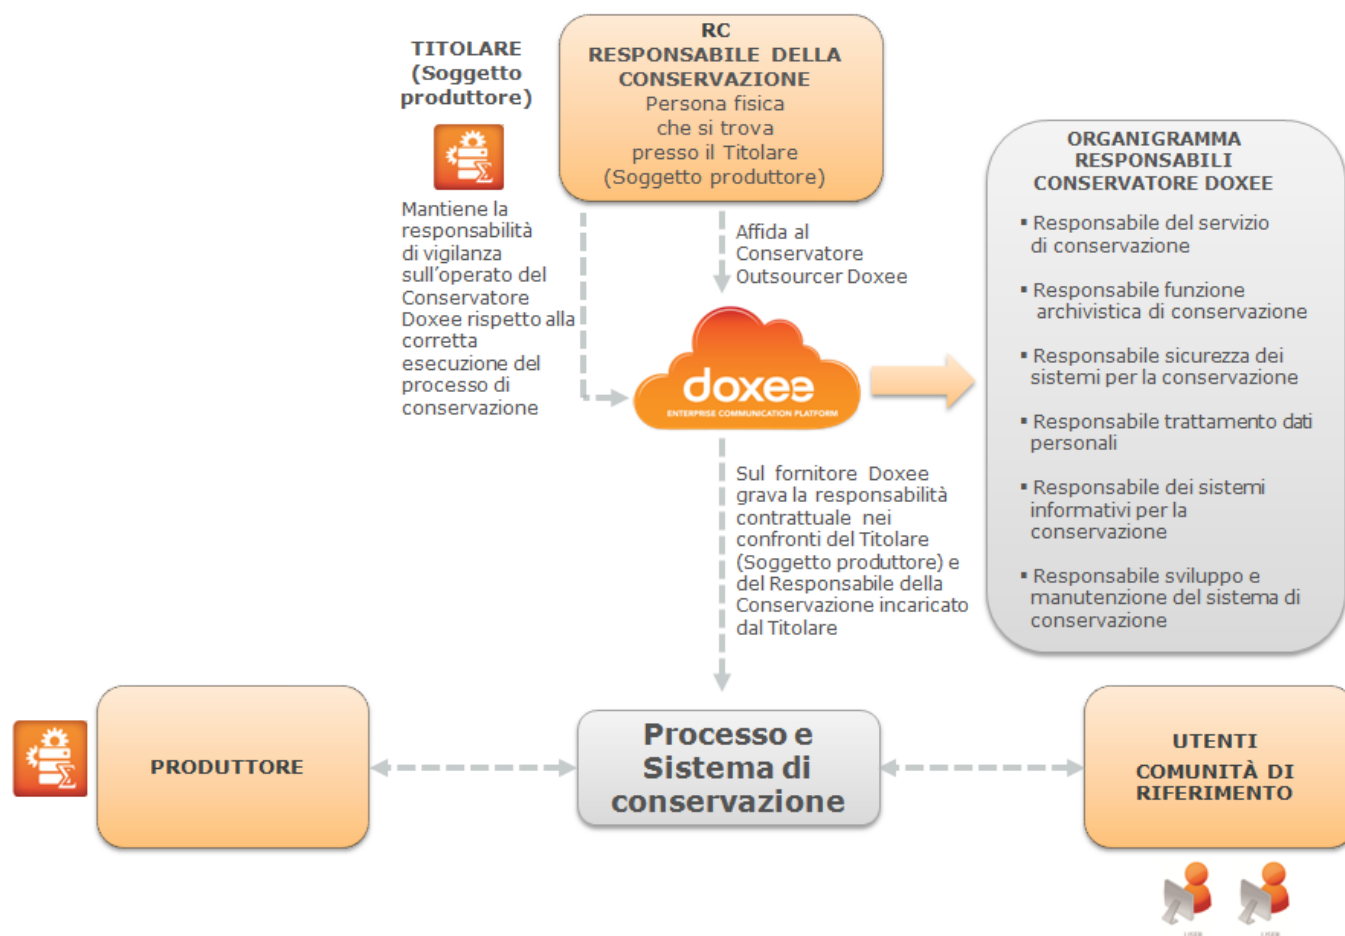 TITOLARE
(Soggetto
produttore)
Mantiene la
responsabilità
di vigilanza
sull'operato del
Conservatore
Doxee rispetto alla
corretta
esecuzione del
processo di
conservazione
RC
RESPONSABILE DELLA
CONSERVAZIONE
Persona fisica
che si trova
presso il Titolare
(Soggetto produttore)
Affida al
Conservatore
Outsourcer Doxee
doxee
ENTERPRISE COMMUNICATION PLATFORM
Sul fornitore Doxee
grava la responsabilità
contrattuale nei
confronti del Titolare
(Soggetto produttore) e
del Responsabile della
Conservazione incaricato
dal Titolare
ORGANIGRAMMA
RESPONSABILI
CONSERVATORE DOXEE
▪ Responsabile del servizio
di conservazione
▪ Responsabile funzione
archivistica di conservazione
▪ Responsabile sicurezza dei
sistemi per la conservazione
▪ Responsabile trattamento dati
personali
▪ Responsabile dei sistemi
informativi per la
conservazione
▪ Responsabile sviluppo e
manutenzione del sistema di
conservazione
PRODUTTORE
Processo e
Sistema di
conservazione
UTENTI
COMUNITÀ DI
RIFERIMENTO
USER
USER